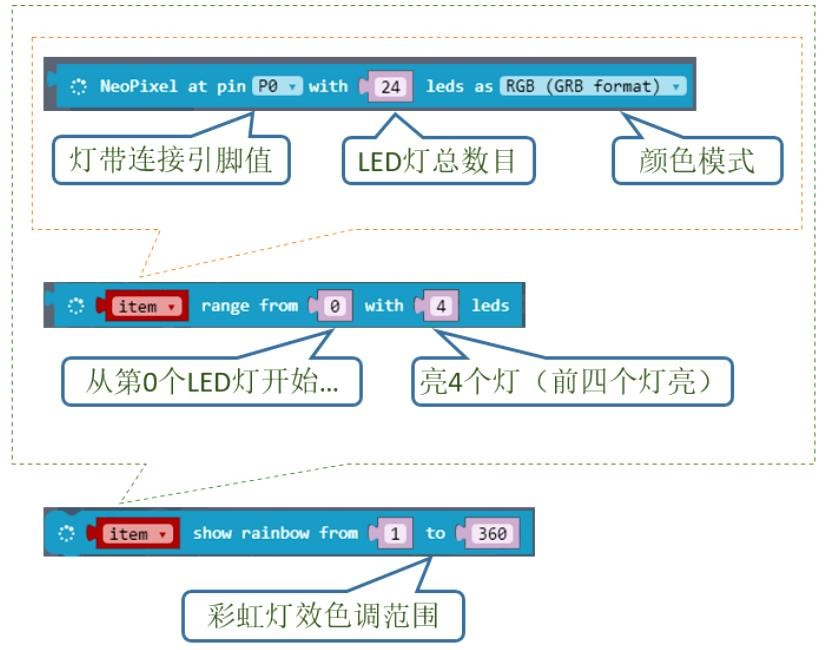 NeoPixel at pin P0 with 24 leds as RGB (GRB format)
灯带连接引脚值 LED灯总数目 颜色模式
item range from 0 with 4 leds
从第0个LED灯开始... 亮4个灯（前四个灯亮）
item show rainbow from 1 to 360
彩虹灯效色调范围